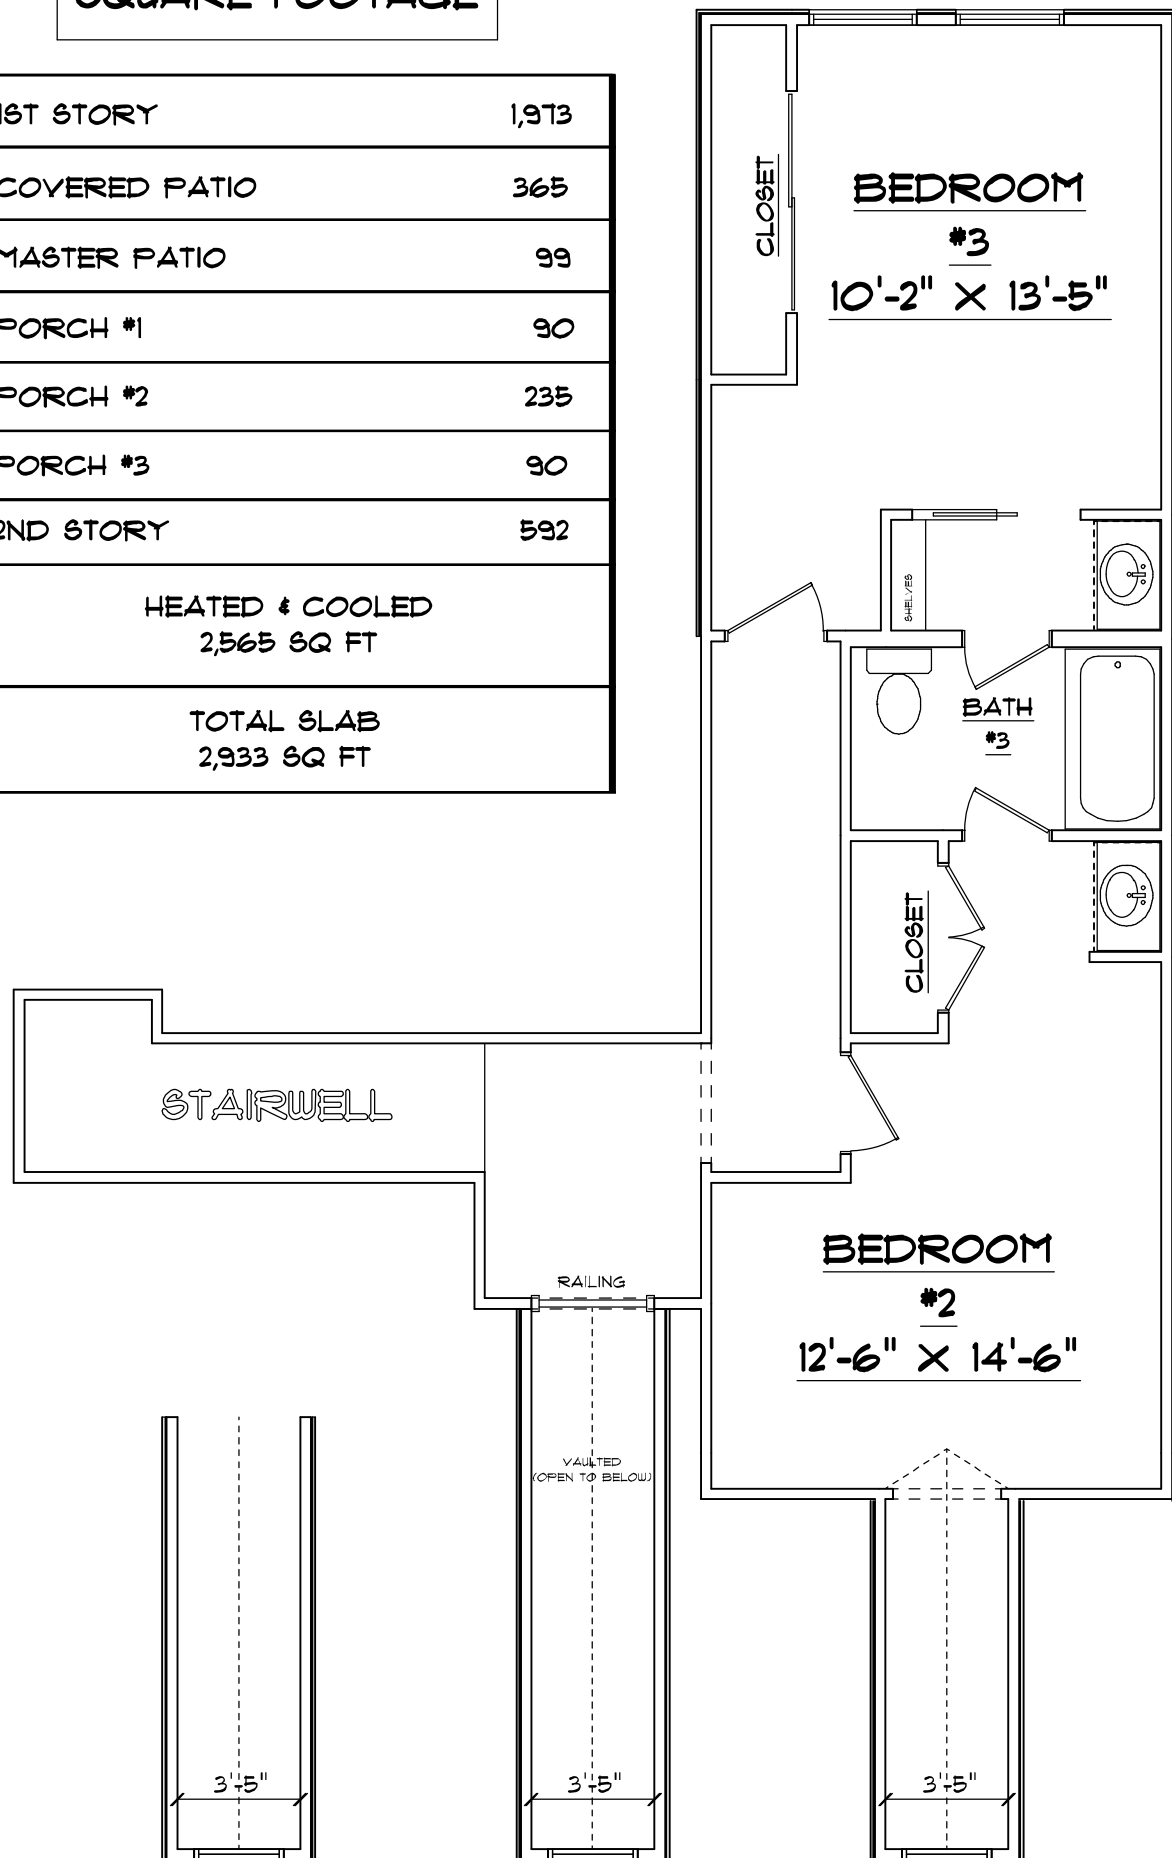 SQUARE FOOTAGE
1ST STORY 1,973
COVERED PATIO 365
MASTER PATIO 99
PORCH #1 90
PORCH #2 235
PORCH #3 90
2ND STORY 592
HEATED & COOLED
2,565 SQ FT
TOTAL SLAB
2,933 SQ FT
CLOSET
BEDROOM
#3
10'-2" X 13'-5"
SHELVES
BATH
#3
CLOSET
STAIRWELL
BEDROOM
#2
12'-6" X 14'-6"
RAILING
VAULTED
(OPEN TO BELOW)
3'-5"
3'-5"
3'-5"